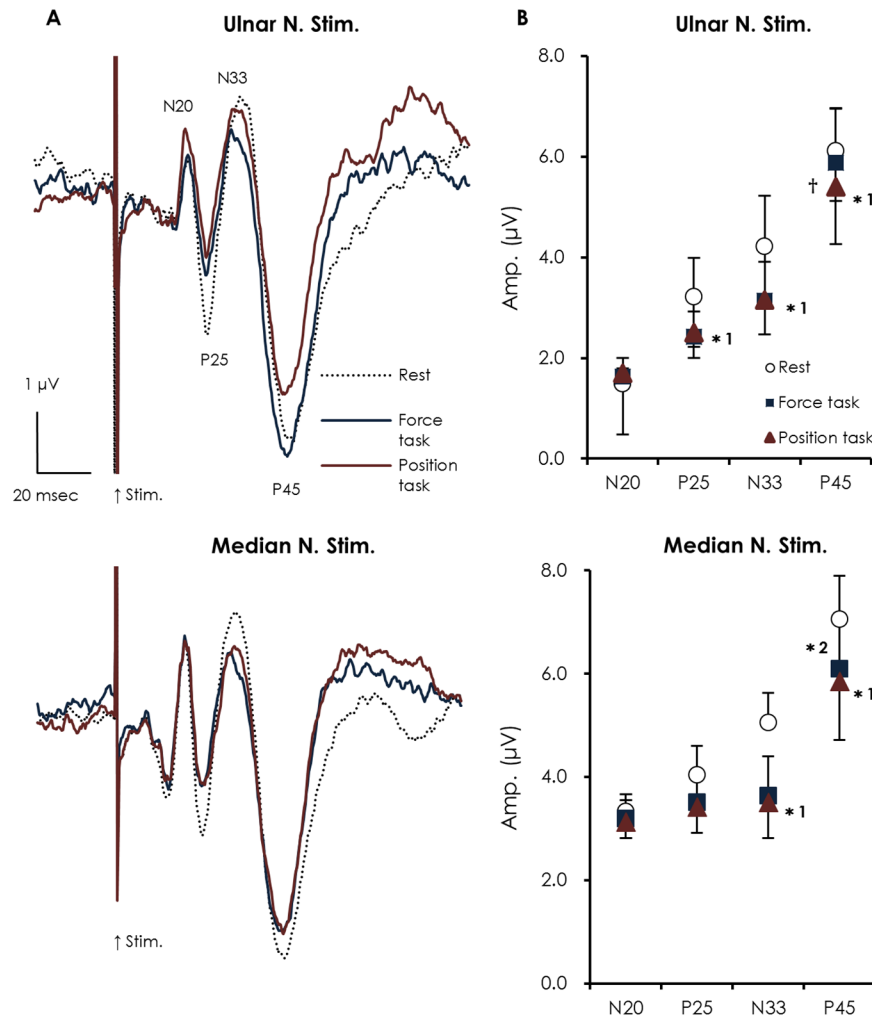 A
Ulnar N. Stim.
N20
N33
P25
P45
1 µV
20 msec
↑ Stim.
Rest
Force
task
Position
task
Median N. Stim.
↑ Stim.
B
Ulnar N. Stim.
8.0
6.0
4.0
2.0
0.0
Amp. (µV)
† * 1
* 1
* 1
Rest
Force task
Position task
N20 P25 N33 P45
Median N. Stim.
8.0
6.0
4.0
2.0
0.0
Amp. (µV)
* 2
* 1
* 1
N20 P25 N33 P45